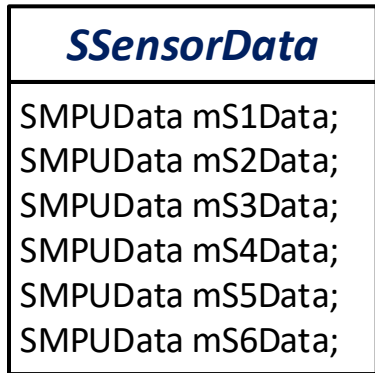 SSensorData
SMPUData mS1Data;
SMPUData mS2Data;
SMPUData mS3Data;
SMPUData mS4Data;
SMPUData mS5Data;
SMPUData mS6Data;